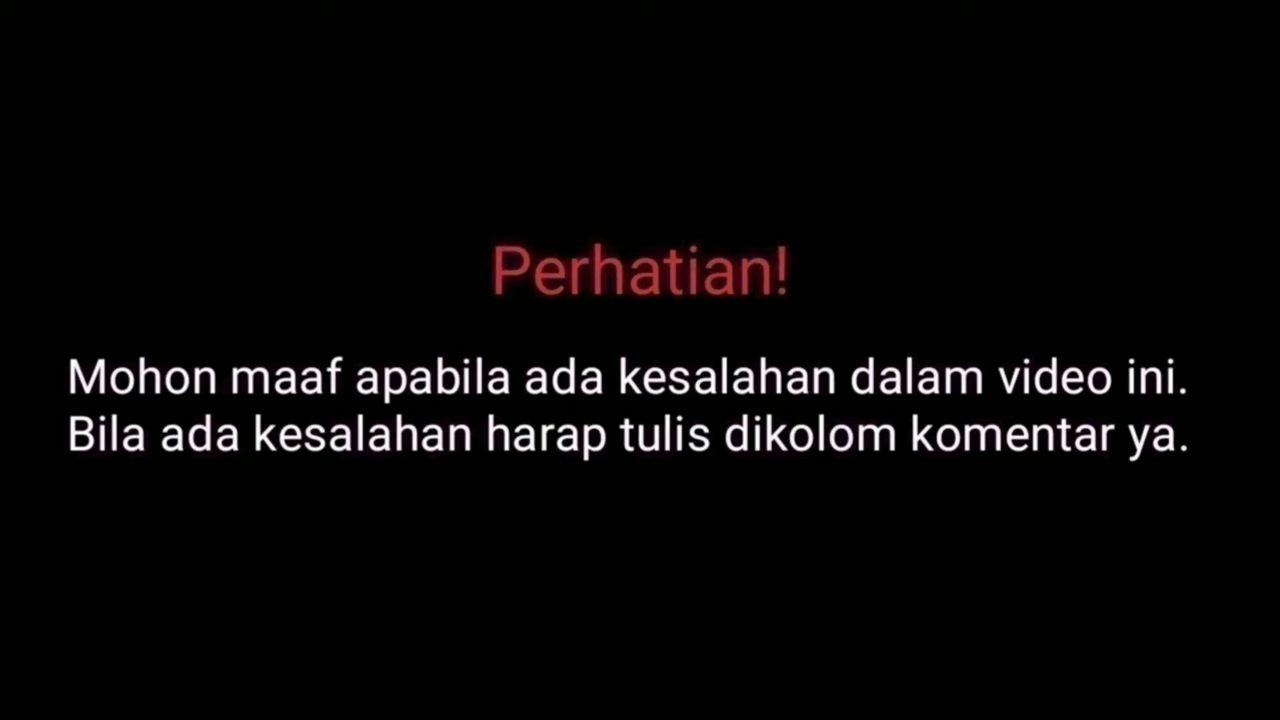 Perhatian!
Mohon maaf apabila ada kesalahan dalam video ini.
Bila ada kesalahan harap tulis dikolom komentar ya.